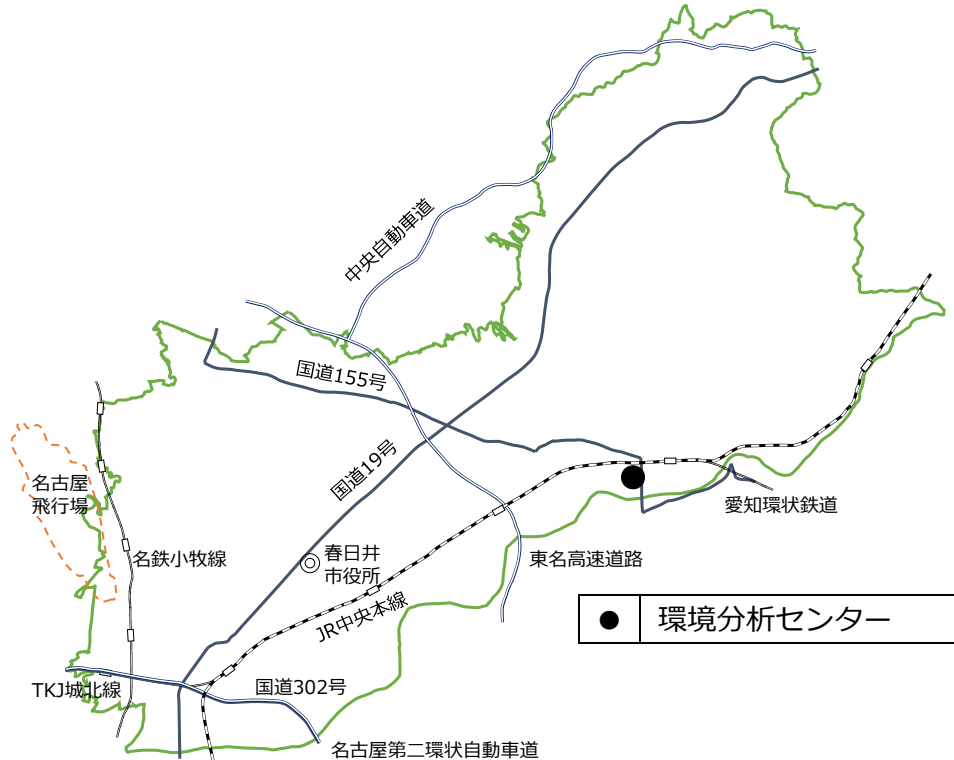 中央自動車道
国道155号
国道19号
名古屋
飛行場
愛知環状鉄道
名鉄小牧線
春日井
市役所
東名高速道路
JR中央本線
● 環境分析センター
TKJ城北線
国道302号
名古屋第二環状自動車道